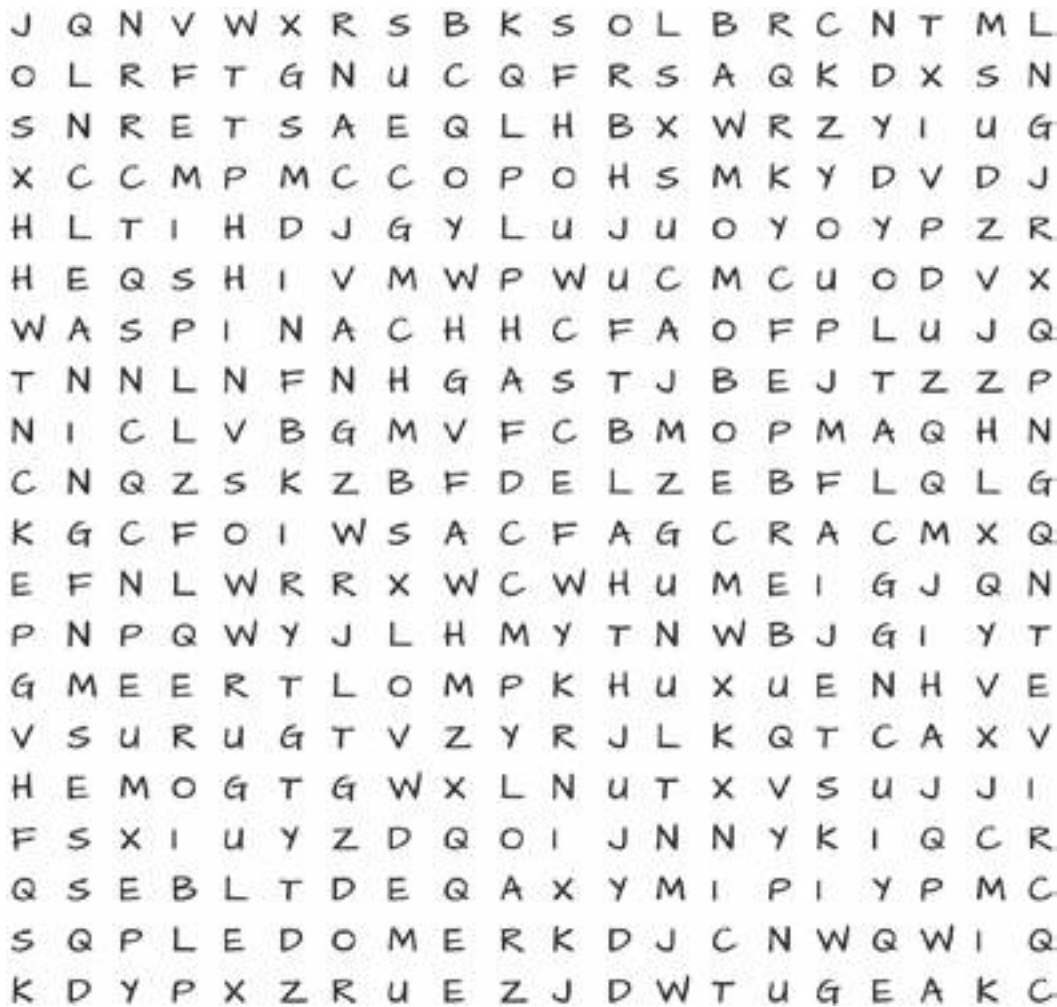 J Q N V W X R S B K S O L B R C N T M L
O L R F T G N U C Q F R S A Q K D X S N
S N R E T S A E Q L H B X W R Z Y I U G
X C C M P M C C O P O H S M K Y D V D J
H L T I H D J G Y L U J U O Y O Y P Z R
H E Q S H I V M W P W U C M C U O D V X
W A S P I N A C H H C F A O F P L U J Q
T N N L N F N H G A S T J B E J T Z Z P
N I C L V B G M V F C B M O P M A Q H N
C N Q Z S K Z B F D E L Z E B F L Q L G
K G C F O I W S A C F A G C R A C M X Q
E F N L W R R X W C W H U M E I G J Q N
P N P Q W Y J L H M Y T N W B J G I Y T
G M E E R T L O M P K H U X U E N H V E
V S U R U G T V Z Y R J L K Q T C A X V
H E M O G T G W X L N U T X V S U J J I
F S X I U Y Z D Q O I J N N Y K I Q C R
Q S E B L T D E Q A X Y M I P I Y P M C
S Q P L E D O M E R K D J C N W Q W I Q
K D Y P X Z R U E Z J D W T U G E A K C